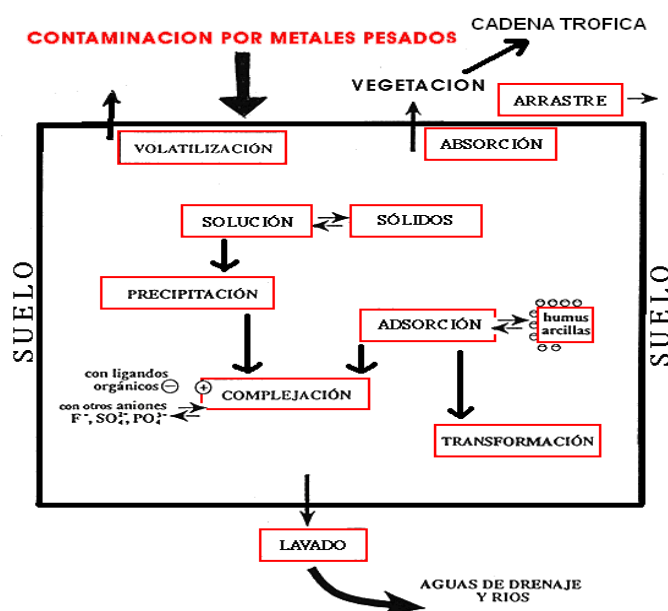 CONTAMINACION POR METALES PESADOS
CADENA TROFICA
VEGETACIÓN
ARRASTRE
VOLATILIZACIÓN
ABSORCIÓN
SOLUCIÓN
SÓLIDOS
PRECIPITACIÓN
ADSORCIÓN
humus
arcillas
con ligandos
orgánicos ⊖
⊕
COMPLEJACIÓN
con otros aniones
F⁻, SO₄²⁻, PO₄³⁻
TRANSFORMACIÓN
SUELO
SUELO
LAVADO
AGUAS DE DRENAJE
Y RIOS